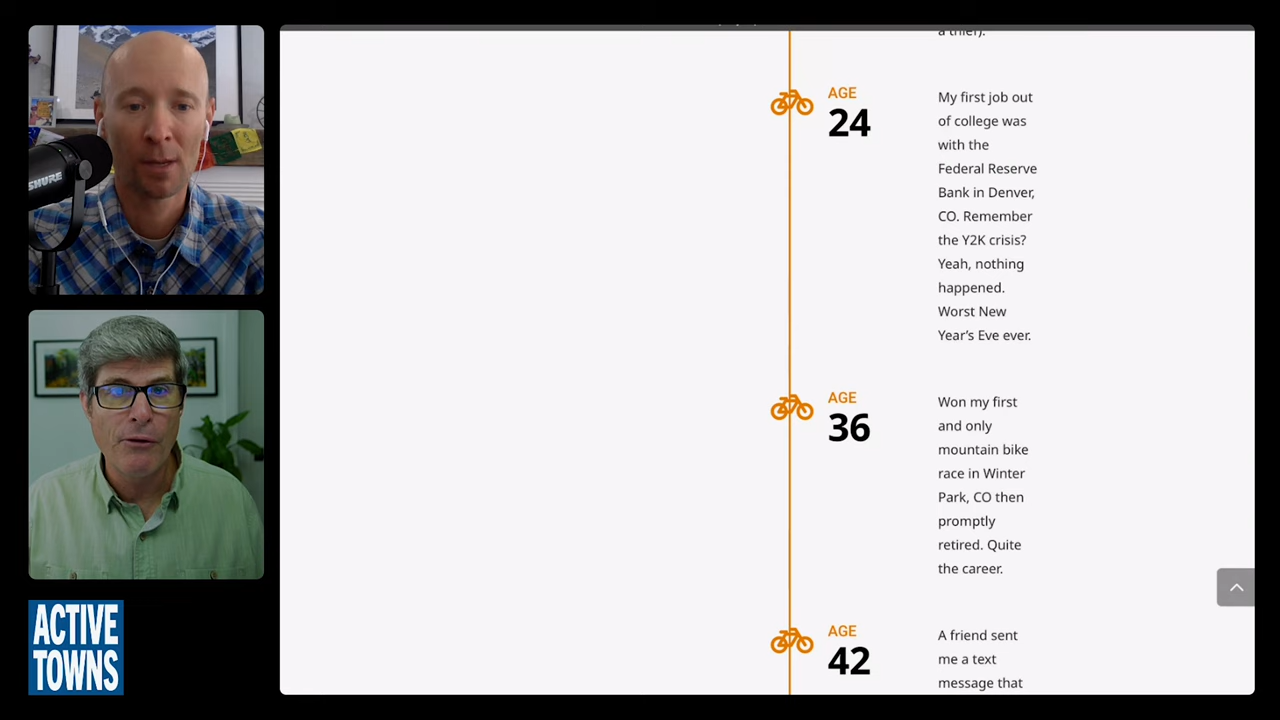 a thief).
AGE
24
My first job out
of college was
with the
Federal Reserve
Bank in Denver,
CO. Remember
the Y2K crisis?
Yeah, nothing
happened.
Worst New
Year’s Eve ever.
AGE
36
Won my first
and only
mountain bike
race in Winter
Park, CO then
promptly
retired. Quite
the career.
AGE
42
A friend sent
me a text
message that
SHURE
ACTIVE
TOWNS